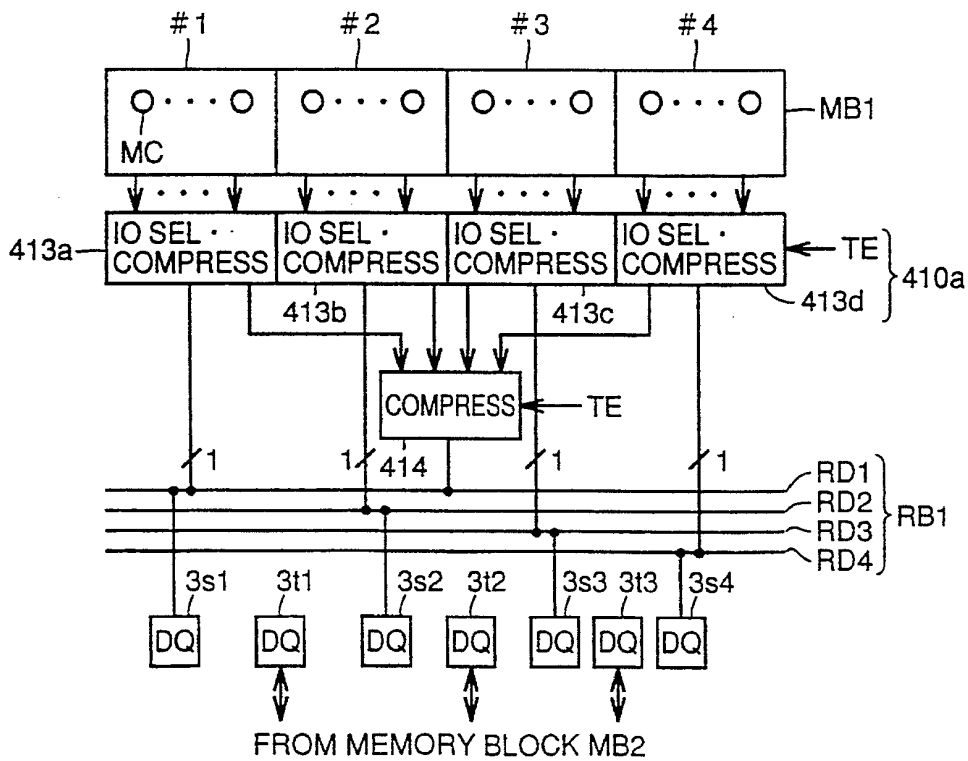 #1 #2 #3 #4
MB1
MC
413a
IO SEL · COMPRESS
IO SEL · COMPRESS
IO SEL · COMPRESS
IO SEL · COMPRESS
TE
410a
413b
413c
413d
COMPRESS
TE
414
1 1 1 1
RD1
RD2
RD3
RD4
RB1
3s1 3t1 3s2 3t2 3s3 3t3 3s4
DQ DQ DQ DQ DQ DQ DQ
FROM MEMORY BLOCK MB2